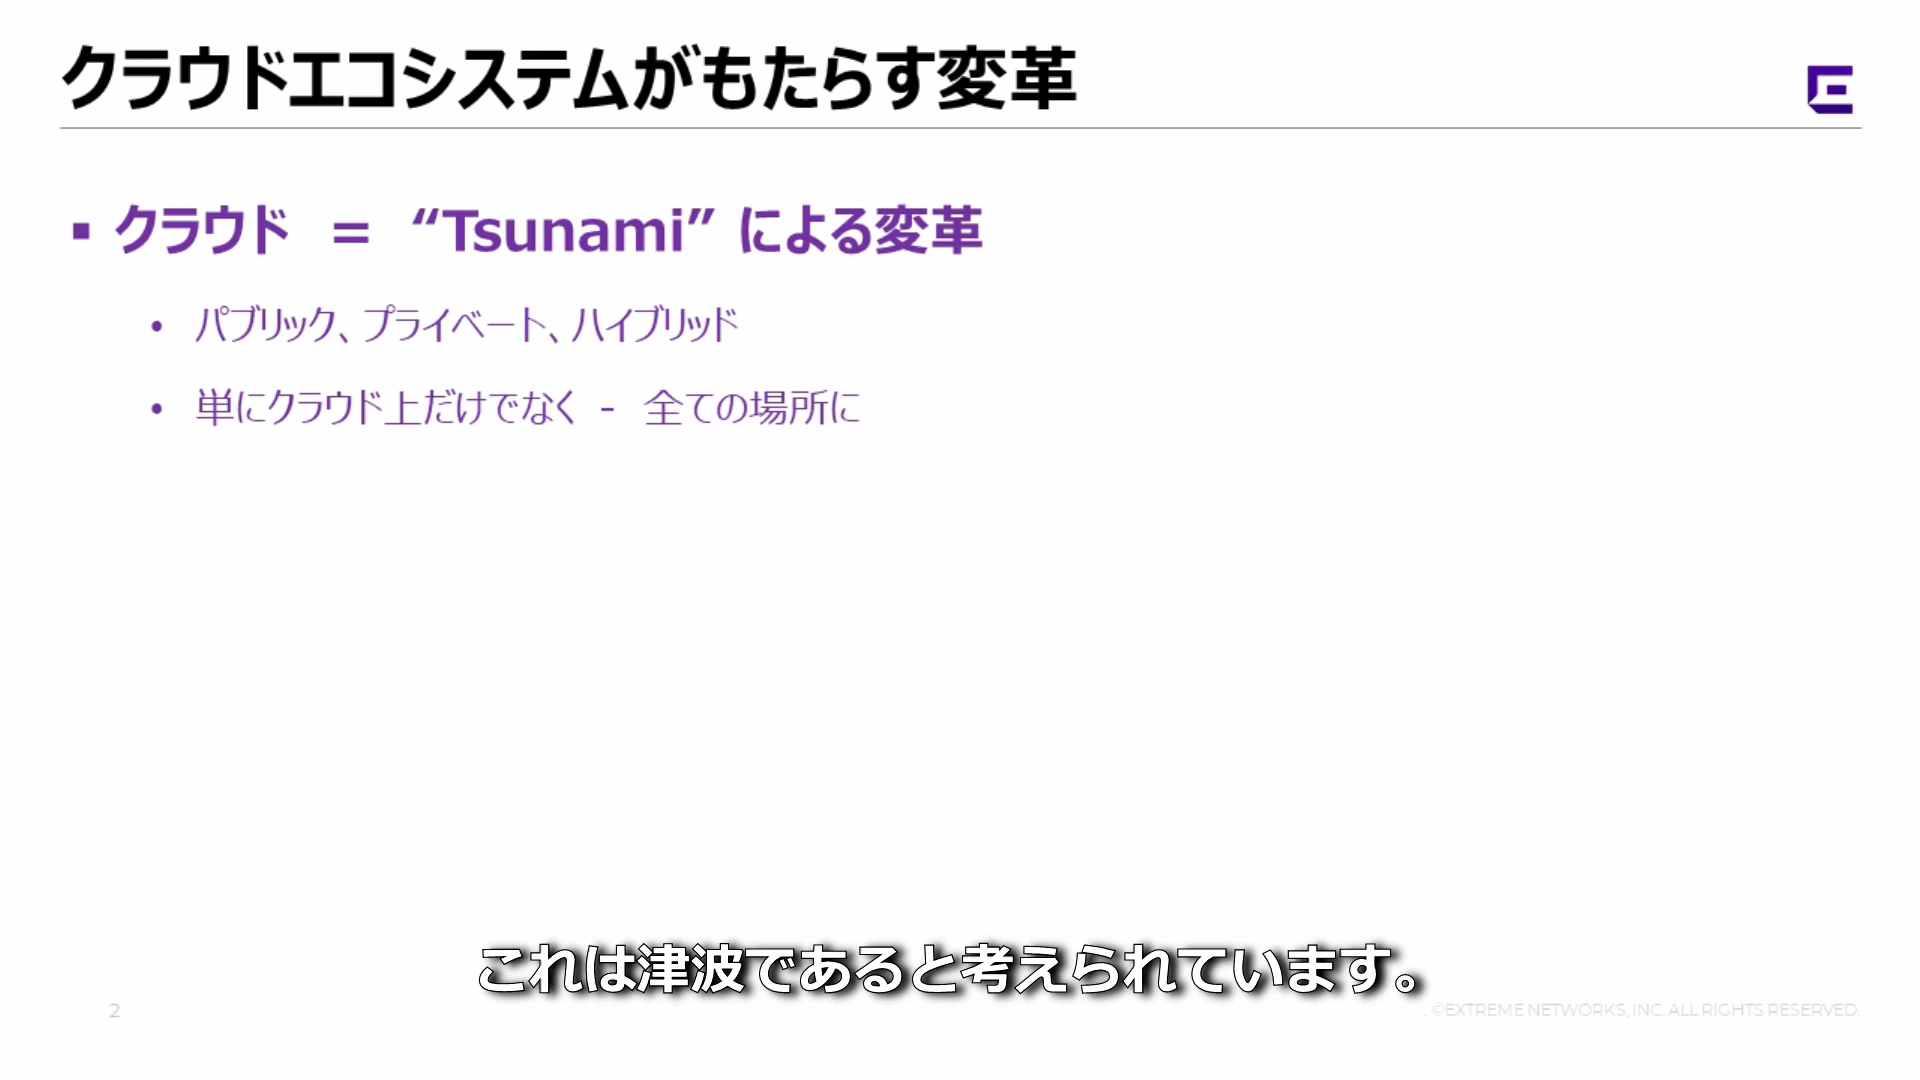 クラウドエコシステムがもたらす変革
▪ クラウド = “Tsunami” による変革
• パブリック、プライベート、ハイブリッド
• 単にクラウド上だけでなく - 全ての場所に
これは津波であると考えられています。
2
. ©EXTREME NETWORKS, INC. ALL RIGHTS RESERVED.